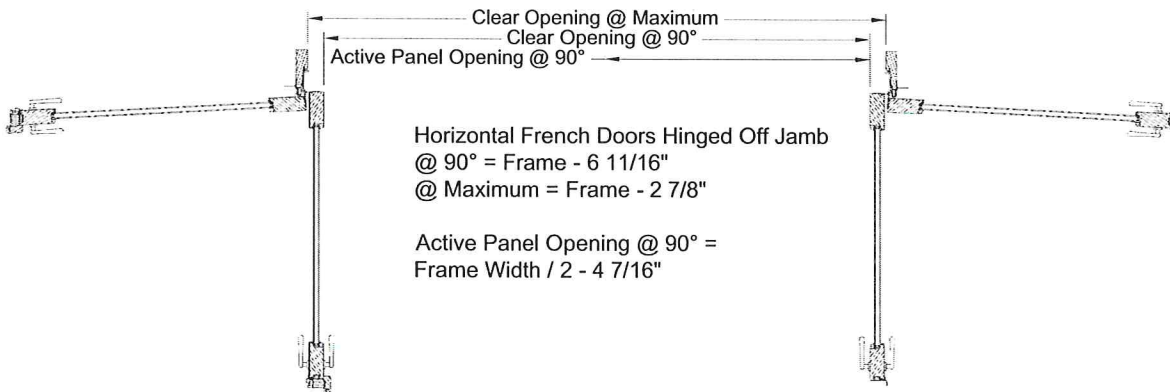 Clear Opening @ Maximum
Clear Opening @ 90°
Active Panel Opening @ 90°
Horizontal French Doors Hinged Off Jamb
@ 90° = Frame - 6 11/16"
@ Maximum = Frame - 2 7/8"
Active Panel Opening @ 90° =
Frame Width / 2 - 4 7/16"